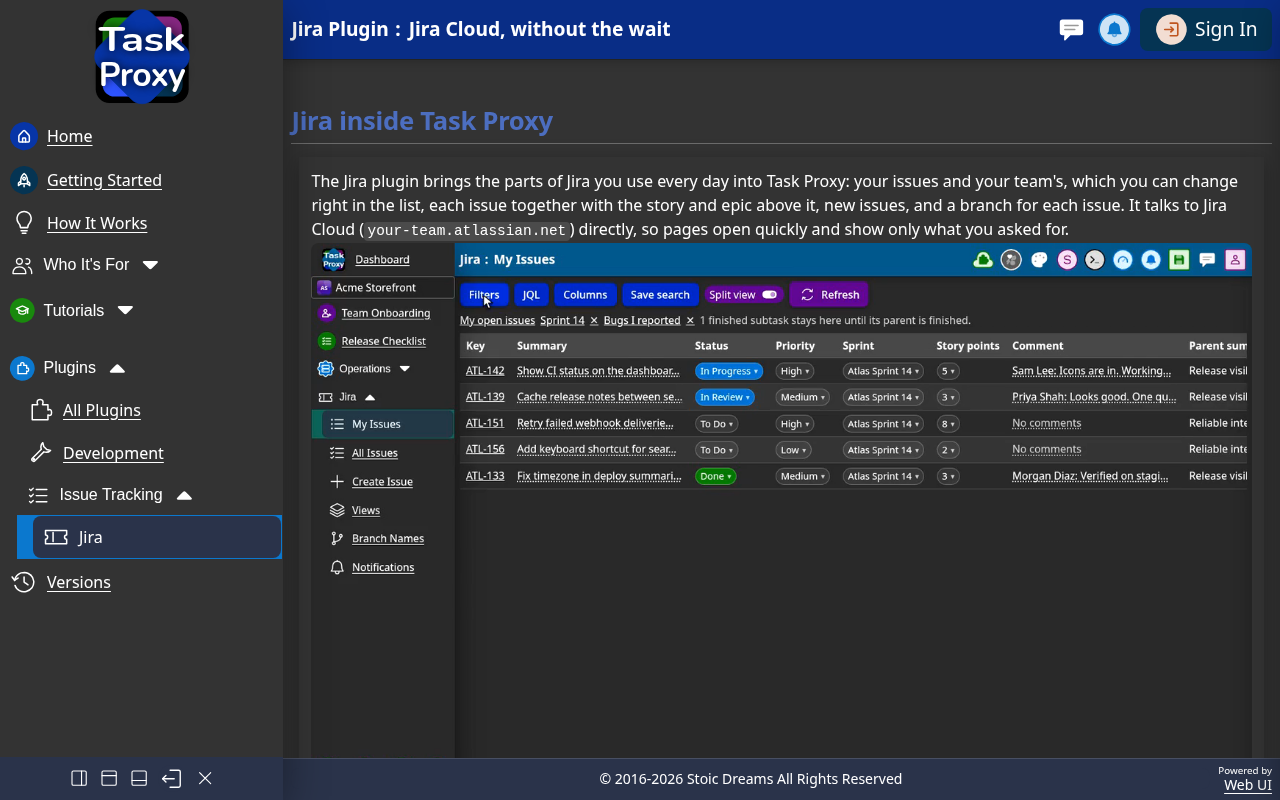 Task
Proxy
Home
Getting Started
How It Works
Who It's For
Tutorials
Plugins
All Plugins
Development
Issue Tracking
Jira
Versions
Jira Plugin : Jira Cloud, without the wait
Sign In
Jira inside Task Proxy
The Jira plugin brings the parts of Jira you use every day into Task Proxy: your issues and your team's, which you can change
right in the list, each issue together with the story and epic above it, new issues, and a branch for each issue. It talks to Jira
Cloud (your-team.atlassian.net) directly, so pages open quickly and show only what you asked for.
Task
Proxy
Dashboard
AS Acme Storefront
Team Onboarding
Release Checklist
Operations
Jira
My Issues
All Issues
Create Issue
Views
Branch Names
Notifications
Jira : My Issues
S
Filters JQL Columns Save search Split view Refresh
My open issues Sprint 14 × Bugs I reported × 1 finished subtask stays here until its parent is finished.
Key Summary Status Priority Sprint Story points Comment Parent sum
ATL-142 Show CI status on the dashboar... In Progress High Atlas Sprint 14 5 Sam Lee: Icons are in. Working... Release visil
ATL-139 Cache release notes between se... In Review Medium Atlas Sprint 14 3 Priya Shah: Looks good. One qu... Release visil
ATL-151 Retry failed webhook deliverie... To Do High Atlas Sprint 14 8 No comments Reliable inte
ATL-156 Add keyboard shortcut for sear... To Do Low Atlas Sprint 14 2 No comments Reliable inte
ATL-133 Fix timezone in deploy summari... Done Medium Atlas Sprint 14 3 Morgan Diaz: Verified on stagi... Release visil
© 2016-2026 Stoic Dreams All Rights Reserved
Powered by
Web UI